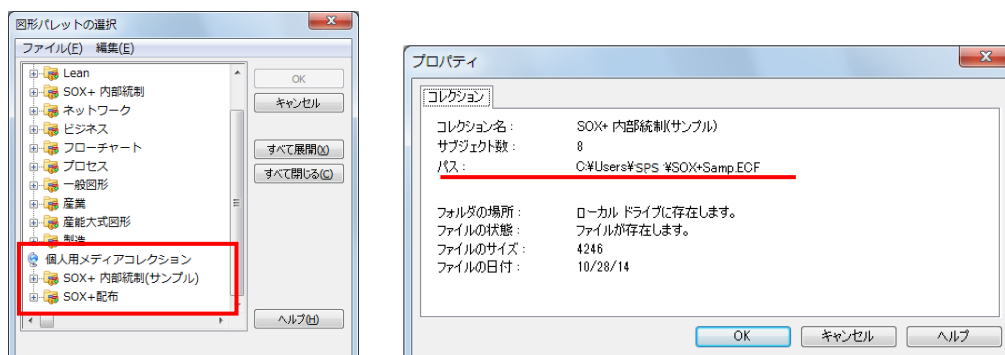 図形パレットの選択
ファイル(F) 編集(E)
Lean
SOX+ 内部統制
ネットワーク
ビジネス
フローチャート
プロセス
一般図形
産業
産能大式図形
製造
個人用メディアコレクション
SOX+ 内部統制(サンプル)
SOX+配布
OK
キャンセル
すべて展開(X)
すべて閉じる(C)
ヘルプ(H)
プロパティ
コレクション
コレクション名 : SOX+ 内部統制(サンプル)
サブジェクト数 : 8
パス : C:¥Users¥SPS ¥SOX+Samp.ECF
フォルダの場所 : ローカル ドライブに存在します。
ファイルの状態 : ファイルが存在します。
ファイルのサイズ : 4246
ファイルの日付 : 10/28/14
OK キャンセル ヘルプ